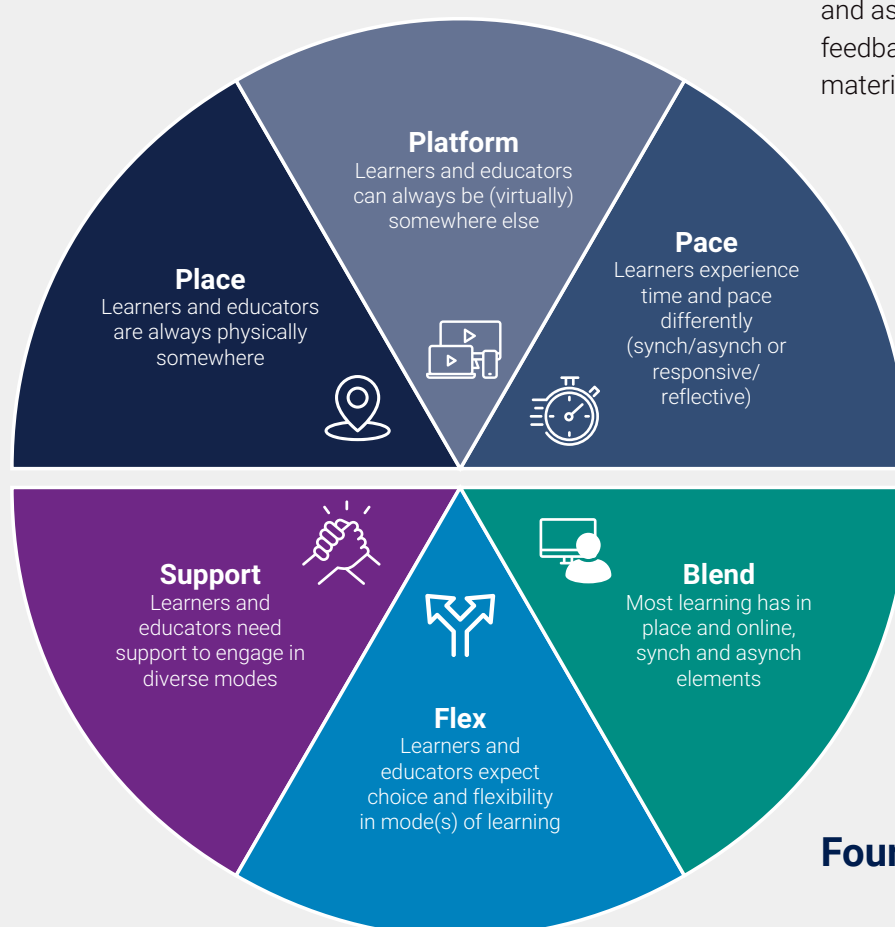 and as
feedba
materi
Platform
Learners and educators
can always be (virtually)
somewhere else
Place
Learners and educators
are always physically
somewhere
Pace
Learners experience
time and pace
differently
(synch/asynch or
responsive/
reflective)
Support
Learners and
educators need
support to engage in
diverse modes
Flex
Learners and
educators expect
choice and flexibility
in mode(s) of learning
Blend
Most learning has in
place and online,
synch and asynch
elements
Four